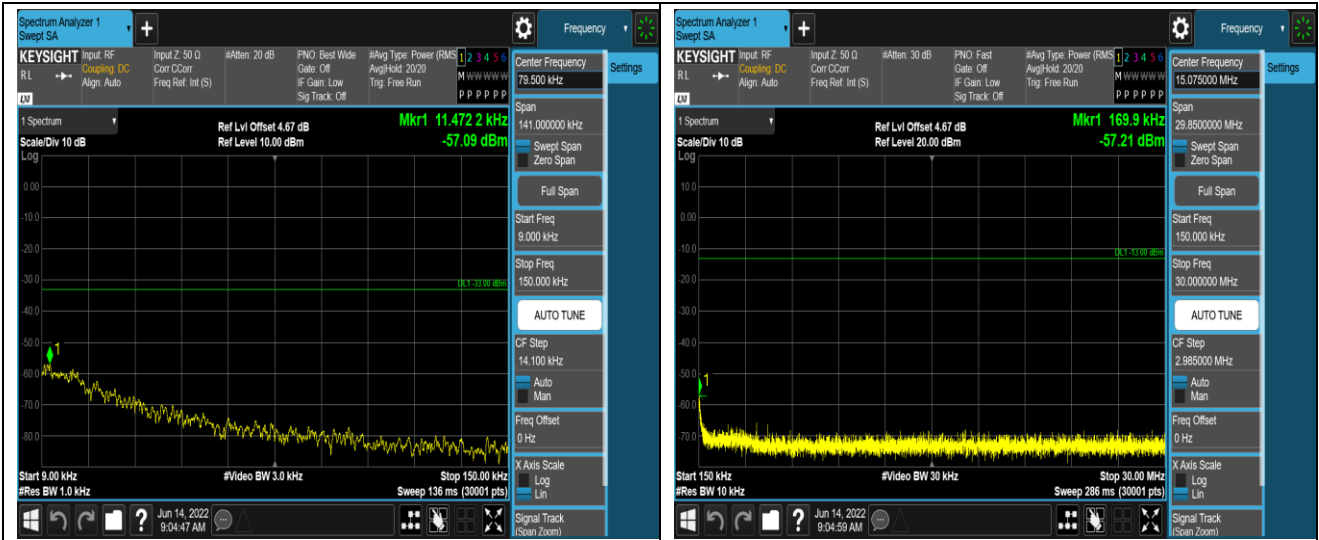 Spectrum Analyzer 1
Swept SA
Frequency
KEYSIGHT
RL
Input: RF
Coupling: DC
Align: Auto
Input Z: 50 Ω
Corr CCorr
Freq Ref: Int (S)
#Atten: 20 dB
PNO: Best Wide
Gate: Off
IF Gain: Low
Sig Track: Off
#Avg Type: Power (RMS
Avg|Hold: 20/20
Trig: Free Run
1 2 3 4 5 6
M W W W W W
P P P P P P
1 Spectrum
Scale/Div 10 dB
Ref Lvl Offset 4.67 dB
Ref Level 10.00 dBm
Mkr1 11.472 2 kHz
-57.09 dBm
Log
0.00
-10.0
-20.0
-30.0
-40.0
-50.0
-60.0
-70.0
-80.0
DL1 -33.00 dBm
1
Start 9.00 kHz
#Res BW 1.0 kHz
#Video BW 3.0 kHz
Stop 150.00 kHz
Sweep 136 ms (30001 pts)
Jun 14, 2022
9:04:47 AM
Center Frequency
79.500 kHz
Settings
Span
141.000000 kHz
Swept Span
Zero Span
Full Span
Start Freq
9.000 kHz
Stop Freq
150.000 kHz
AUTO TUNE
CF Step
14.100 kHz
Auto
Man
Freq Offset
0 Hz
X Axis Scale
Log
Lin
Signal Track
(Span Zoom)
Spectrum Analyzer 1
Swept SA
Frequency
KEYSIGHT
RL
Input: RF
Coupling: DC
Align: Auto
Input Z: 50 Ω
Corr CCorr
Freq Ref: Int (S)
#Atten: 30 dB
PNO: Fast
Gate: Off
IF Gain: Low
Sig Track: Off
#Avg Type: Power (RMS
Avg|Hold: 20/20
Trig: Free Run
1 2 3 4 5 6
M W W W W W
P P P P P P
1 Spectrum
Scale/Div 10 dB
Ref Lvl Offset 4.67 dB
Ref Level 20.00 dBm
Mkr1 169.9 kHz
-57.21 dBm
Log
10.0
0.00
-10.0
-20.0
-30.0
-40.0
-50.0
-60.0
-70.0
DL1 -13.00 dBm
1
Start 150 kHz
#Res BW 10 kHz
#Video BW 30 kHz
Stop 30.00 MHz
Sweep 286 ms (30001 pts)
Jun 14, 2022
9:04:59 AM
Center Frequency
15.075000 MHz
Settings
Span
29.8500000 MHz
Swept Span
Zero Span
Full Span
Start Freq
150.000 kHz
Stop Freq
30.000000 MHz
AUTO TUNE
CF Step
2.985000 MHz
Auto
Man
Freq Offset
0 Hz
X Axis Scale
Log
Lin
Signal Track
(Span Zoom)